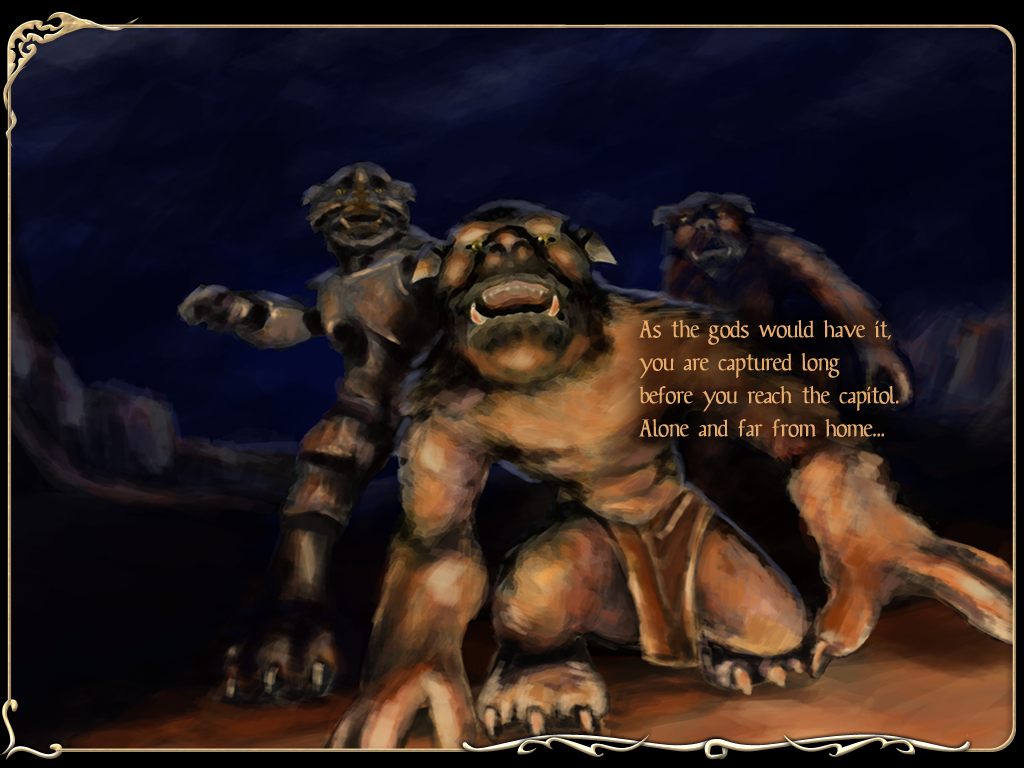 As the gods would have it,
you are captured long
before you reach the capitol.
Alone and far from home...